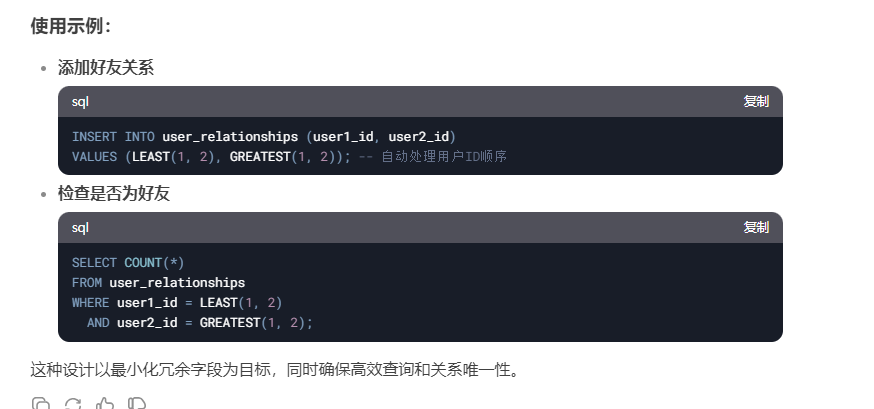 使用示例：
添加好友关系
sql 复制
INSERT INTO user_relationships (user1_id, user2_id)
VALUES (LEAST(1, 2), GREATEST(1, 2)); -- 自动处理用户ID顺序
检查是否为好友
sql 复制
SELECT COUNT(*)
FROM user_relationships
WHERE user1_id = LEAST(1, 2)
AND user2_id = GREATEST(1, 2);
这种设计以最小化冗余字段为目标，同时确保高效查询和关系唯一性。